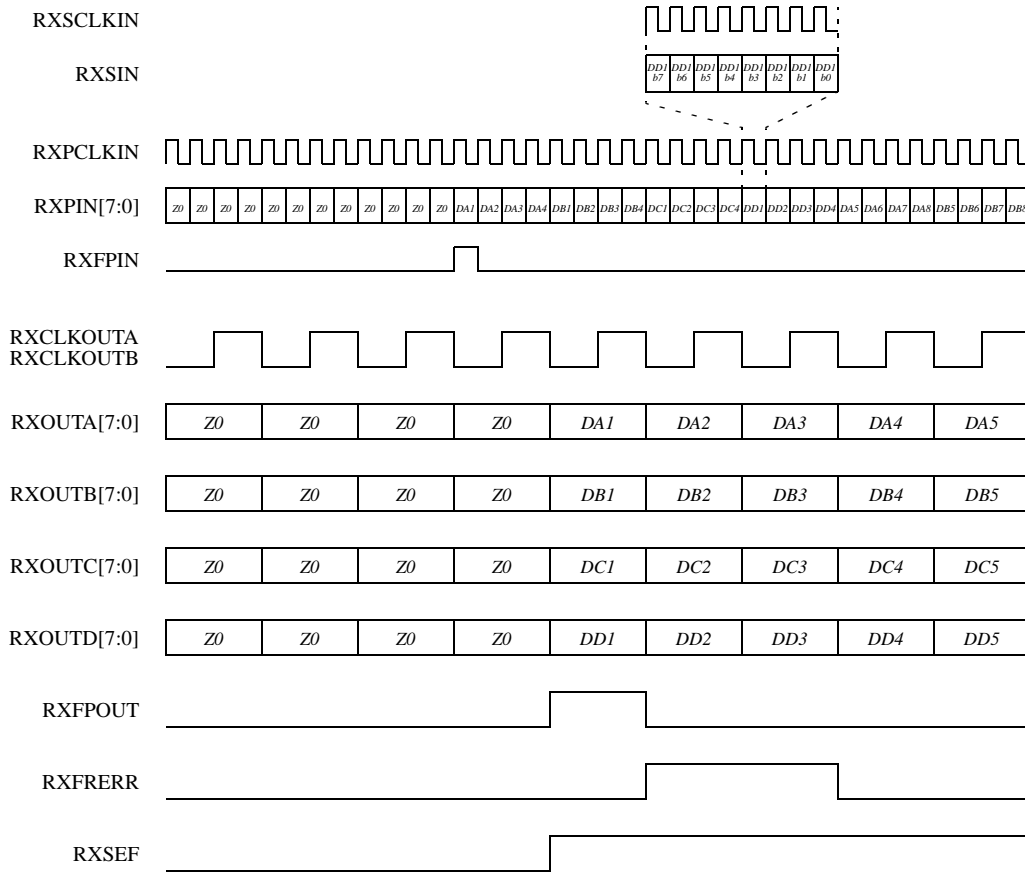 RXSCLKIN
RXSIN DD1 b7 DD1 b6 DD1 b5 DD1 b4 DD1 b3 DD1 b2 DD1 b1 DD1 b0
RXPCLKIN
RXPIN[7:0] Z0 Z0 Z0 Z0 Z0 Z0 Z0 Z0 Z0 Z0 Z0 Z0 DA1 DA2 DA3 DA4 DB1 DB2 DB3 DB4 DC1 DC2 DC3 DC4 DD1 DD2 DD3 DD4 DA5 DA6 DA7 DA8 DB5 DB6 DB7 DB8
RXFPIN
RXCLKOUTA
RXCLKOUTB
RXOUTA[7:0] Z0 Z0 Z0 Z0 DA1 DA2 DA3 DA4 DA5
RXOUTB[7:0] Z0 Z0 Z0 Z0 DB1 DB2 DB3 DB4 DB5
RXOUTC[7:0] Z0 Z0 Z0 Z0 DC1 DC2 DC3 DC4 DC5
RXOUTD[7:0] Z0 Z0 Z0 Z0 DD1 DD2 DD3 DD4 DD5
RXFPOUT
RXFRERR
RXSEF